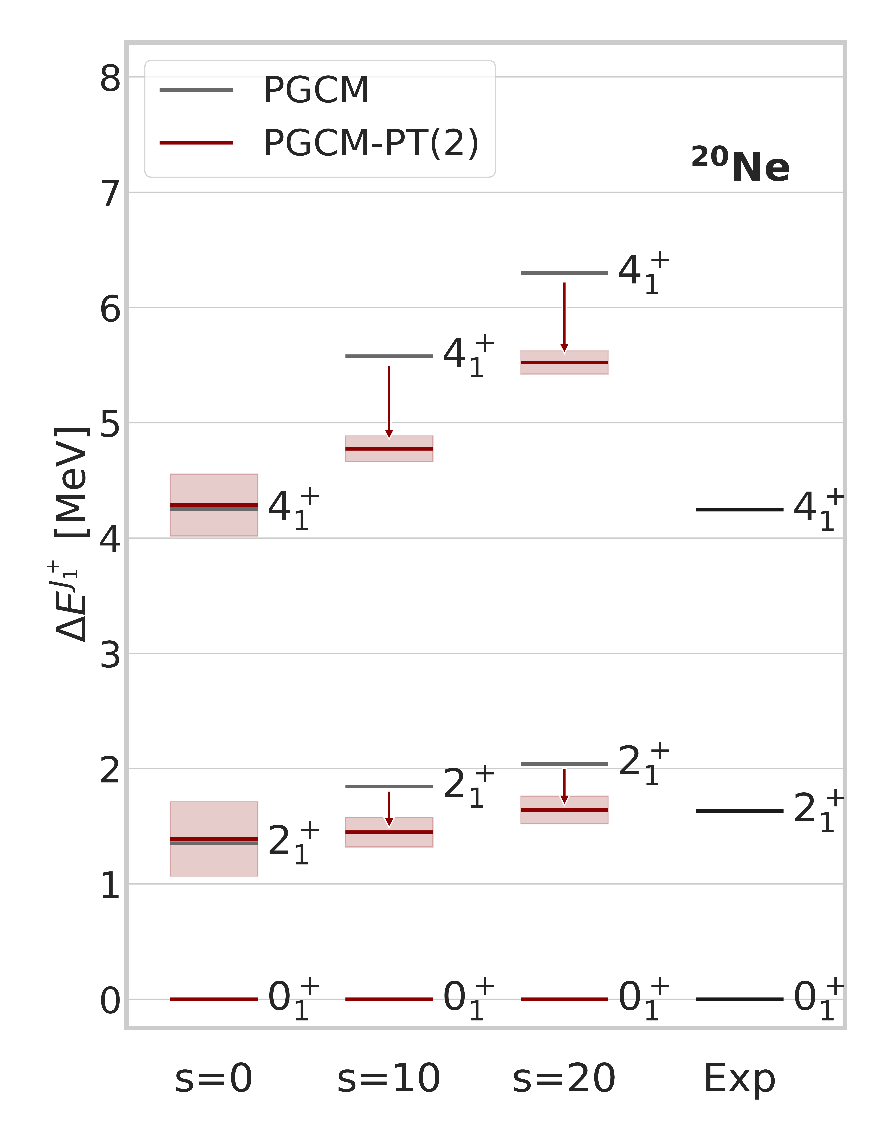 PGCM
PGCM-PT(2)
²⁰Ne
8
7
6
5
4
3
2
1
0
ΔE^{J₁⁺} [MeV]
4₁⁺
4₁⁺
4₁⁺
4₁⁺
2₁⁺
2₁⁺
2₁⁺
2₁⁺
0₁⁺ 0₁⁺ 0₁⁺ 0₁⁺
s=0 s=10 s=20 Exp